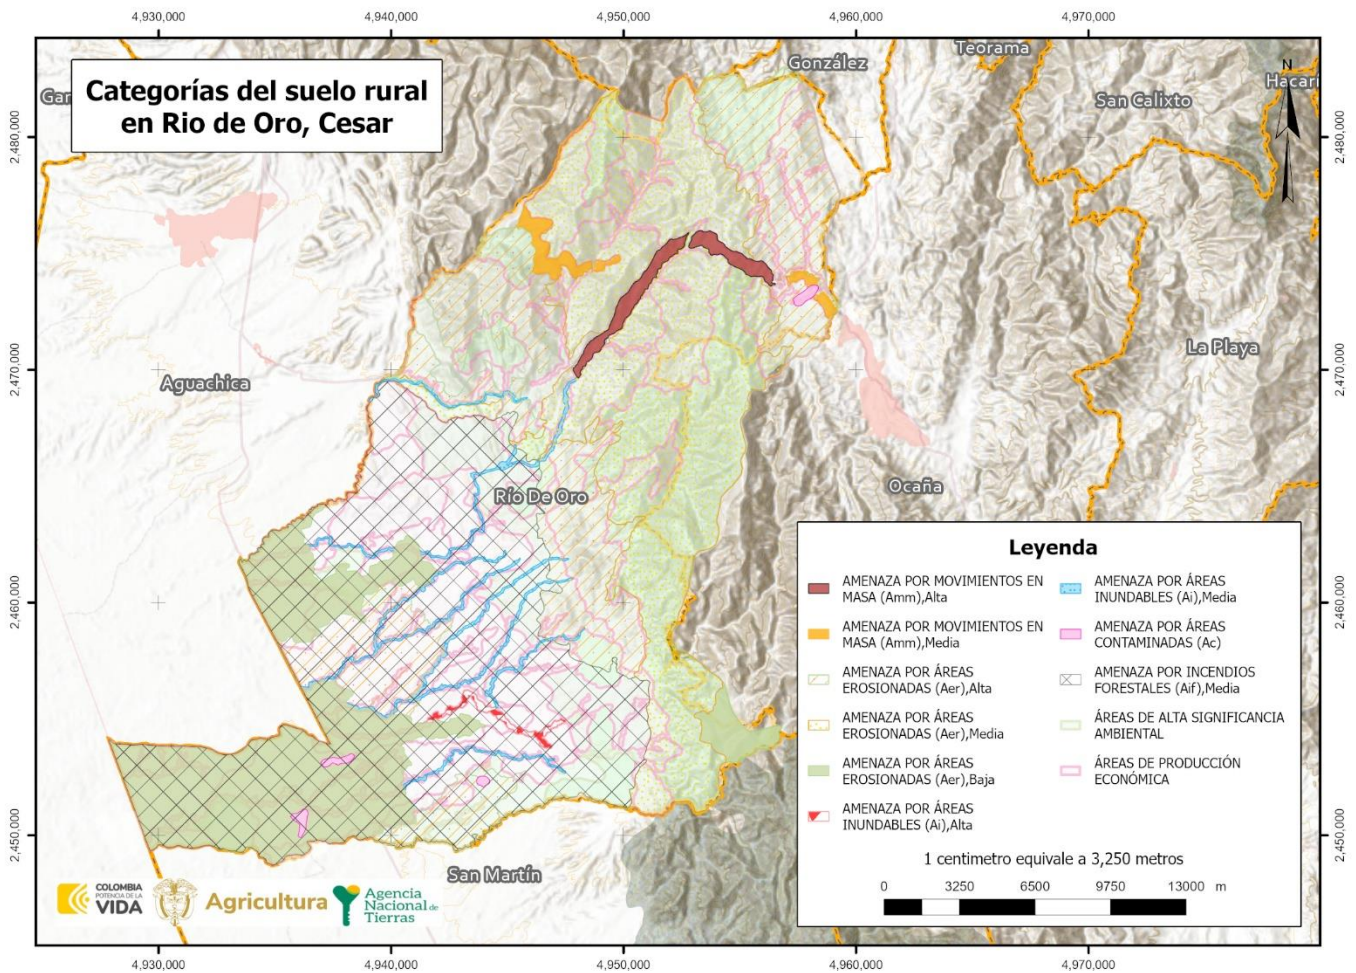 4,930,000
4,940,000
4,950,000
4,960,000
4,970,000
Categorías del suelo rural
en Rio de Oro, Cesar
González
Teorama
San Calixto
Hacarí
N
2,480,000
2,480,000
Aguachica
La Playa
2,470,000
2,470,000
Río De Oro
Ocaña
2,460,000
2,460,000
2,450,000
2,450,000
San Martín
Leyenda
AMENAZA POR MOVIMIENTOS EN
MASA (Amm),Alta
AMENAZA POR MOVIMIENTOS EN
MASA (Amm),Media
AMENAZA POR ÁREAS
EROSIONADAS (Aer),Alta
AMENAZA POR ÁREAS
EROSIONADAS (Aer),Media
AMENAZA POR ÁREAS
EROSIONADAS (Aer),Baja
AMENAZA POR ÁREAS
INUNDABLES (Ai),Alta
AMENAZA POR ÁREAS
INUNDABLES (Ai),Media
AMENAZA POR ÁREAS
CONTAMINADAS (Ac)
AMENAZA POR INCENDIOS
FORESTALES (Aif),Media
ÁREAS DE ALTA SIGNIFICANCIA
AMBIENTAL
ÁREAS DE PRODUCCIÓN
ECONÓMICA
1 centimetro equivale a 3,250 metros
0 3250 6500 9750 13000 m
COLOMBIA
POTENCIA DE LA
VIDA
Agricultura
Agencia
Nacional de
Tierras
4,930,000
4,940,000
4,950,000
4,960,000
4,970,000